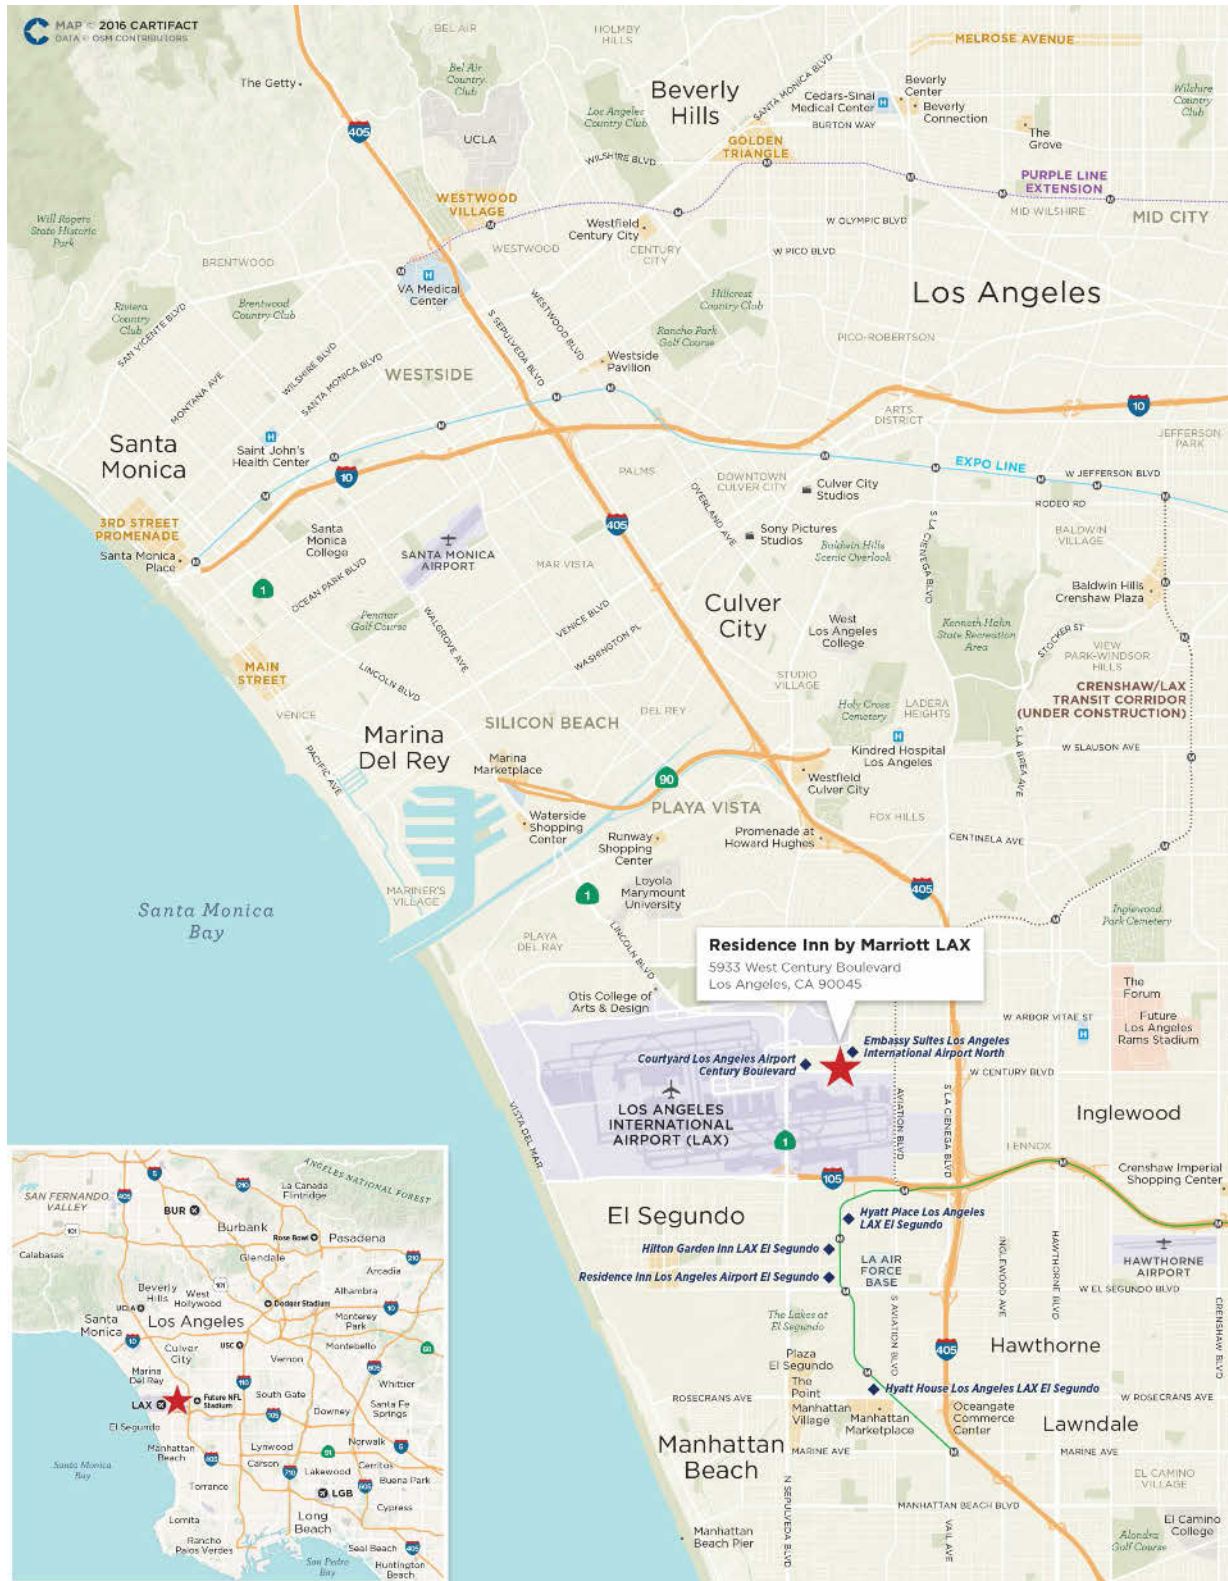 MAP © 2016 CARTIFACT
DATA © OSM CONTRIBUTORS
BEL AIR
HOLMBY
HILLS
MELROSE AVENUE
The Getty
Bel Air
Country
Club
Beverly
Hills
SANTA MONICA BLVD
Cedars-Sinai
Medical Center
H
Beverly
Center
Beverly
Connection
Wilshire
Country
Club
Los Angeles
Country Club
BURTON WAY
405
UCLA
GOLDEN
TRIANGLE
The
Grove
WILSHIRE BLVD
PURPLE LINE
EXTENSION
WESTWOOD
VILLAGE
Will Rogers
State Historic
Park
Westfield
Century City
W OLYMPIC BLVD
MID WILSHIRE
MID CITY
WESTWOOD
CENTURY
CITY
W PICO BLVD
BRENTWOOD
H
VA Medical
Center
Los Angeles
Riviera
Country
Club
Brentwood
Country Club
SAN VICENTE BLVD
Hillcrest
Country Club
WESTWOOD BLVD
S SEPULVEDA BLVD
Rancho Park
Golf Course
PICO-ROBERTSON
WILSHIRE BLVD
SANTA MONICA BLVD
MONTANA AVE
WESTSIDE
Westside
Pavilion
10
ARTS
DISTRICT
JEFFERSON
PARK
Santa
Monica
H
Saint John's
Health Center
10
PALMS
DOWNTOWN
CULVER CITY
EXPO LINE
W JEFFERSON BLVD
Culver City
Studios
RODEO RD
OVERLAND AVE
3RD STREET
PROMENADE
Santa Monica
Place
Santa
Monica
College
405
Sony Pictures
Studios
S LA CIENEGA BLVD
BALDWIN
VILLAGE
SANTA MONICA
AIRPORT
Baldwin Hills
Scenic Overlook
MAR VISTA
1
OCEAN PARK BLVD
Baldwin Hills
Crenshaw Plaza
Penmar
Golf Course
WALGROVE AVE
VENICE BLVD
WASHINGTON PL
Culver
City
West
Los Angeles
College
Kenneth Hahn
State Recreation
Area
STOCKER ST
VIEW
PARK-WINDSOR
HILLS
MAIN
STREET
LINCOLN BLVD
STUDIO
VILLAGE
CRENSHAW/LAX
TRANSIT CORRIDOR
(UNDER CONSTRUCTION)
VENICE
SILICON BEACH
DEL REY
Holy Cross
Cemetery
LADERA
HEIGHTS
S LA BREA AVE
Marina
Del Rey
PACIFIC AVE
H
Kindred Hospital
Los Angeles
W SLAUSON AVE
Marina
Marketplace
90
Westfield
Culver City
PLAYA VISTA
Waterside
Shopping
Center
Runway
Shopping
Center
Promenade at
Howard Hughes
FOX HILLS
CENTINELA AVE
MARINER'S
VILLAGE
Loyola
Marymount
University
1
405
Santa Monica
Bay
Inglewood
Park Cemetery
PLAYA
DEL RAY
LINCOLN BLVD
Residence Inn by Marriott LAX
5933 West Century Boulevard
Los Angeles, CA 90045
Otis College of
Arts & Design
The
Forum
Future
Los Angeles
Rams Stadium
W ARBOR VITAE ST
H
Courtyard Los Angeles Airport
Century Boulevard
Embassy Suites Los Angeles
International Airport North
W CENTURY BLVD
LOS ANGELES
INTERNATIONAL
AIRPORT (LAX)
VISTA DEL MAR
AVIATION BLVD
S LA CIENEGA BLVD
Inglewood
1
LENNOX
105
Crenshaw Imperial
Shopping Center
El Segundo
Hyatt Place Los Angeles
LAX El Segundo
Hilton Garden Inn LAX El Segundo
Residence Inn Los Angeles Airport El Segundo
LA AIR
FORCE
BASE
INGLEWOOD AVE
HAWTHORNE BLVD
HAWTHORNE
AIRPORT
W EL SEGUNDO BLVD
CRENSHAW BLVD
The Lakes at
El Segundo
S AVIATION BLVD
405
Hawthorne
Plaza
El Segundo
The
Point
Manhattan
Village
Hyatt House Los Angeles LAX El Segundo
ROSECRANS AVE
W ROSECRANS AVE
Manhattan
Marketplace
Oceangate
Commerce
Center
Lawndale
Manhattan
Beach
MARINE AVE
MARINE AVE
EL CAMINO
VILLAGE
N SEPULVEDA BLVD
MANHATTAN BEACH BLVD
VAIL AVE
Manhattan
Beach Pier
Alondra
Golf Course
El Camino
College
ANGELES NATIONAL FOREST
5
210
La Canada
Flintridge
SAN FERNANDO
VALLEY
405
BUR
Burbank
101
Rose Bowl
Pasadena
Calabasas
Glendale
210
Arcadia
Beverly
Hills
West
Hollywood
101
Alhambra
UCLA
Dodger Stadium
10
Santa
Monica
Los Angeles
Monterey
Park
10
USC
Montebello
60
Culver
City
Vernon
605
Marina
Del Rey
110
Whittier
LAX
Future NFL
Stadium
South Gate
105
Downey
Santa Fe
Springs
El Segundo
Manhattan
Beach
Lynwood
91
Norwalk
5
Santa Monica
Bay
405
Carson
710
Lakewood
Cerritos
605
Buena Park
Torrance
LGB
Cypress
Lomita
Long
Beach
Rancho
Palos Verdes
Seal Beach
405
San Pedro
Bay
Huntington
Beach